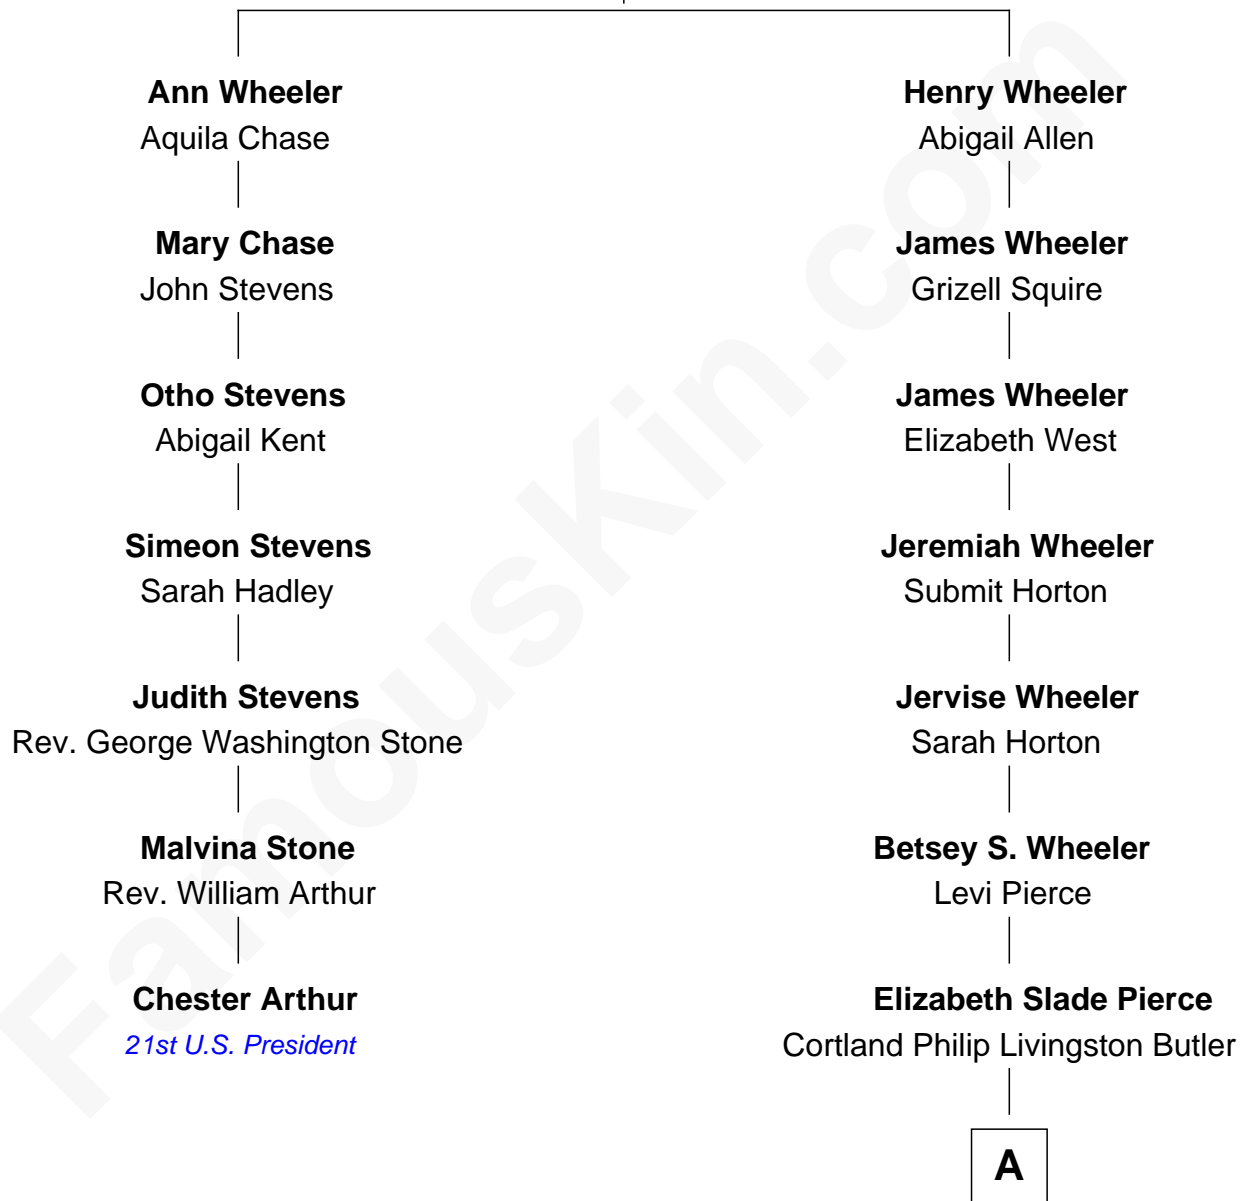 Ann Wheeler
Aquila Chase
Mary Chase
John Stevens
Otho Stevens
Abigail Kent
Simeon Stevens
Sarah Hadley
Judith Stevens
Rev. George Washington Stone
Malvina Stone
Rev. William Arthur
Chester Arthur
21st U.S. President
Henry Wheeler
Abigail Allen
James Wheeler
Grizell Squire
James Wheeler
Elizabeth West
Jeremiah Wheeler
Submit Horton
Jervise Wheeler
Sarah Horton
Betsey S. Wheeler
Levi Pierce
Elizabeth Slade Pierce
Cortland Philip Livingston Butler
A
FamousKin.com